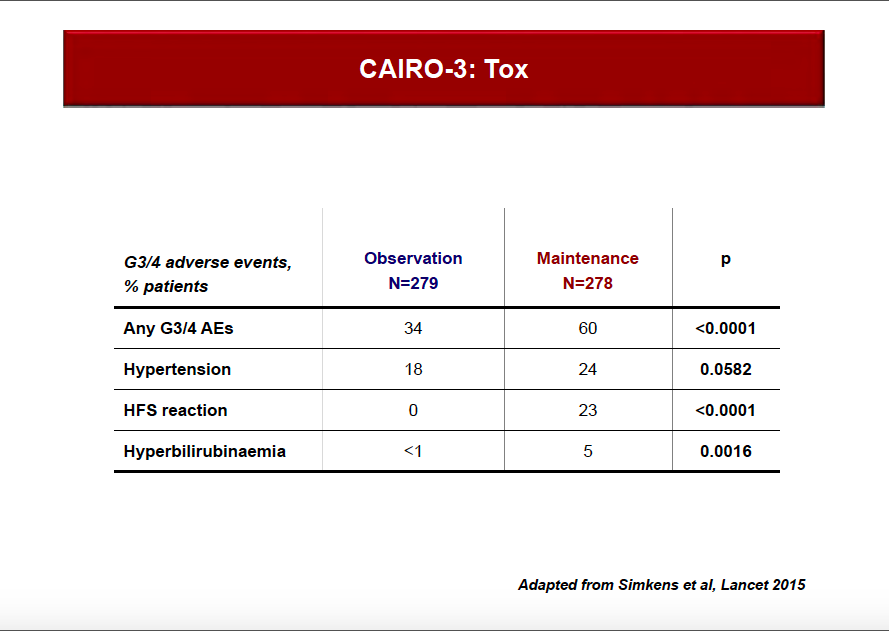 CAIRO-3: Tox
G3/4 adverse events,
% patients
Observation
N=279
Maintenance
N=278
p
Any G3/4 AEs 34 60 <0.0001
Hypertension 18 24 0.0582
HFS reaction 0 23 <0.0001
Hyperbilirubinaemia <1 5 0.0016
Adapted from Simkens et al, Lancet 2015